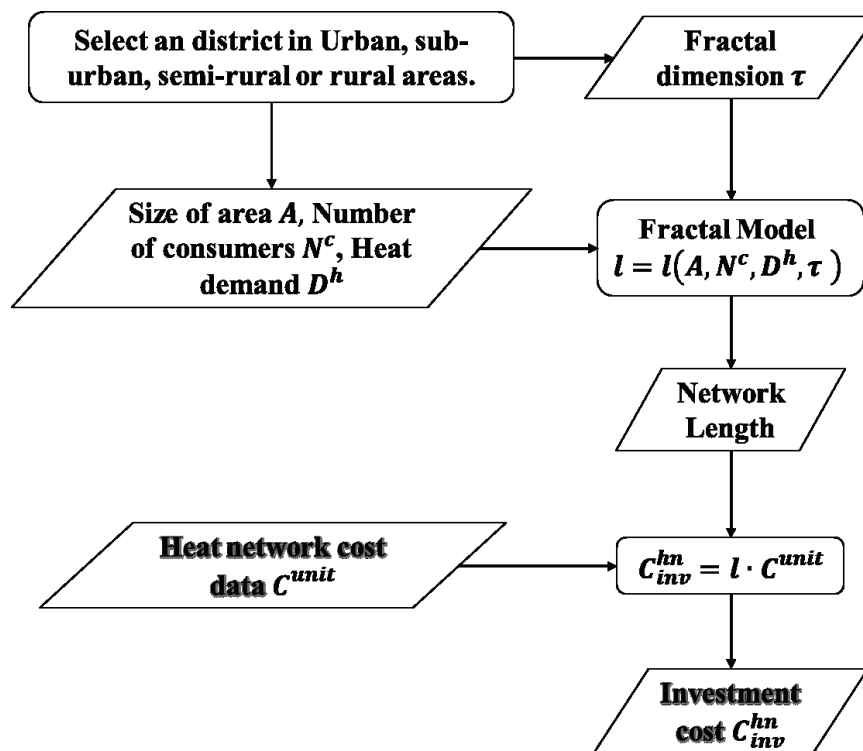 Select an district in Urban, sub-
urban, semi-rural or rural areas.
Fractal
dimension τ
Size of area A, Number
of consumers N^c, Heat
demand D^h
Fractal Model
l = l(A, N^c, D^h, τ )
Network
Length
Heat network cost
data C^unit
C_inv^hn = l · C^unit
Investment
cost C_inv^hn